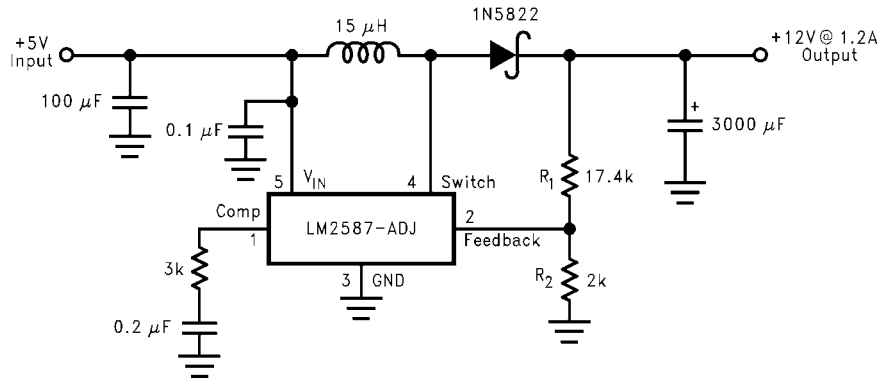 15 μH
1N5822
+5V
Input
+12V@ 1.2A
Output
100 μF
0.1 μF
+
3000 μF
5
VIN
4
Switch
R1
17.4k
Comp
1
LM2587-ADJ
2
Feedback
3k
3
GND
R2
2k
0.2 μF